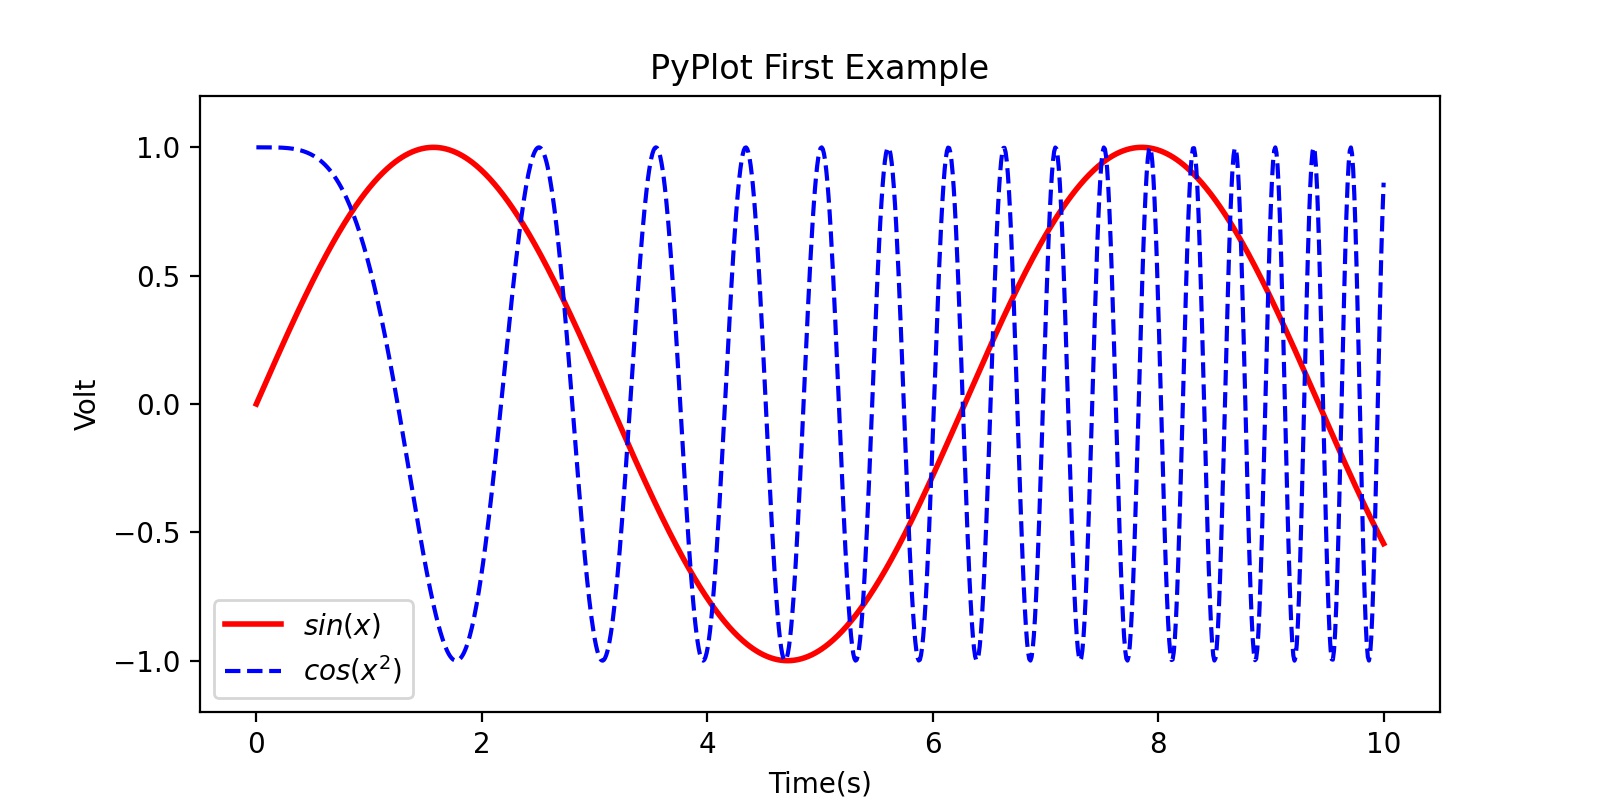 PyPlot First Example
1.0
0.5
0.0
−0.5
−1.0
Volt
sin(x)
cos(x²)
0 2 4 6 8 10
Time(s)